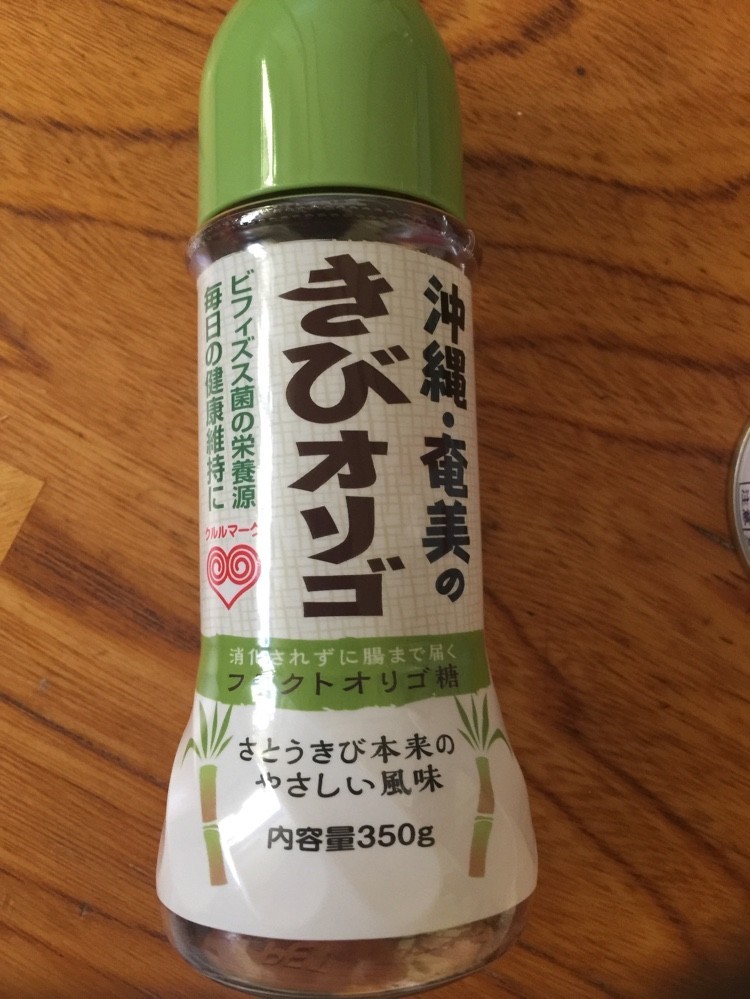 沖縄・奄美の
きびオリゴ
ビフィズス菌の栄養源
毎日の健康維持に
クルルマーク
消化されずに腸まで届く
フラクトオリゴ糖
さとうきび本来の
やさしい風味
内容量350g